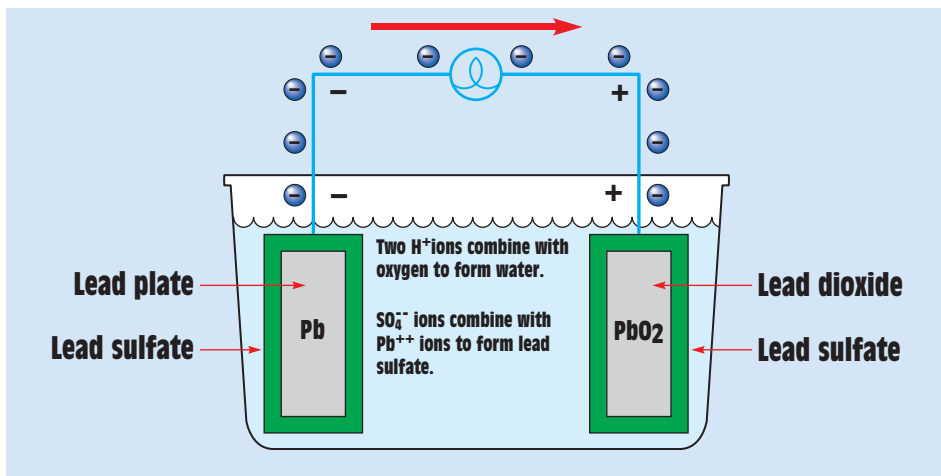 − − − −
− − +
− −
− − + −
Two H⁺ions combine with
oxygen to form water.
Lead plate
Lead dioxide
SO₄⁻⁻ ions combine with
Pb⁺⁺ ions to form lead
sulfate.
Pb
PbO₂
Lead sulfate
Lead sulfate